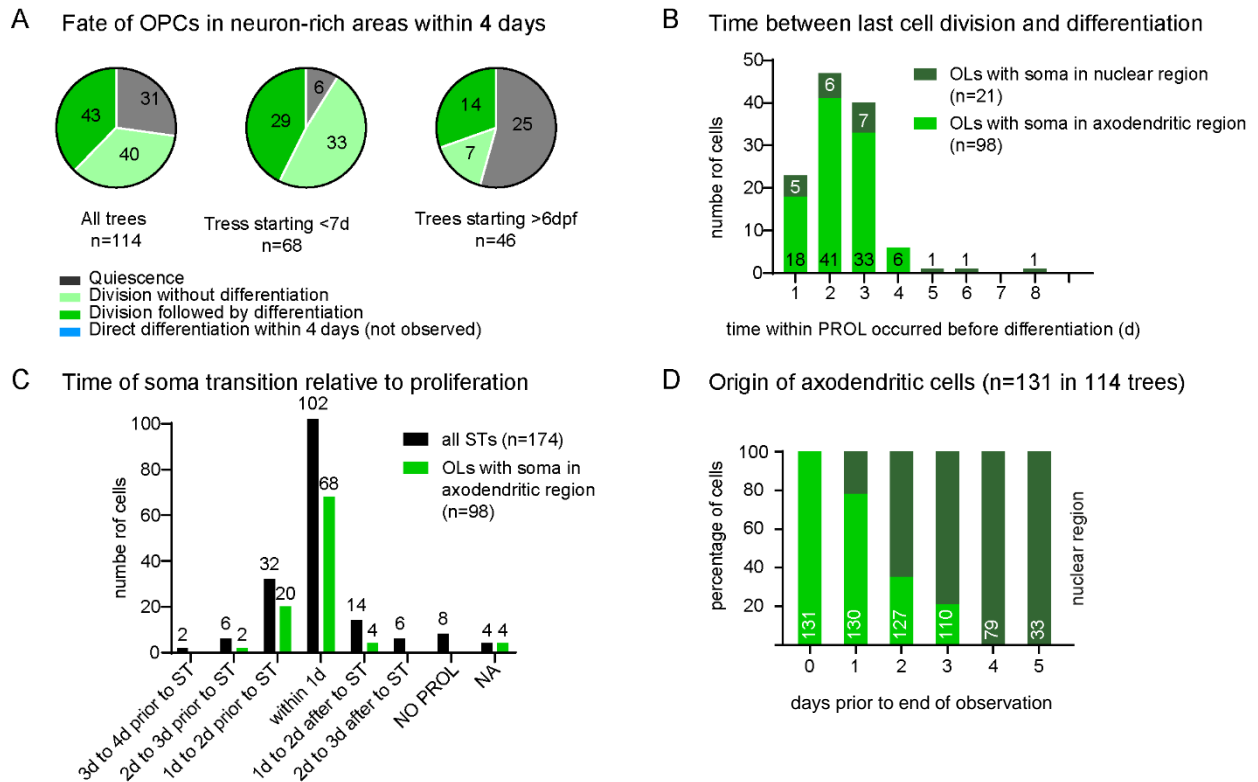 A Fate of OPCs in neuron-rich areas within 4 days
31
43
40
All trees
n=114
6
29
33
Tress starting <7d
n=68
14
25
7
Trees starting >6dpf
n=46
Quiescence
Division without differentiation
Division followed by differentiation
Direct differentiation within 4 days (not observed)
B Time between last cell division and differentiation
numbe rof cells
50
40
30
20
10
0
OLs with soma in nuclear region
(n=21)
OLs with soma in axodendritic region
(n=98)
5
6
7
18
41
33
6
1
1
1
1 2 3 4 5 6 7 8
time within PROL occurred before differentiation (d)
C Time of soma transition relative to proliferation
numbe rof cells
100
80
60
40
20
0
all STs (n=174)
OLs with soma in
axodendritic region
(n=98)
2
6
2
32
20
102
68
14
4
6
8
4
4
3d to 4d prior to ST
2d to 3d prior to ST
1d to 2d prior to ST
within 1d
1d to 2d after to ST
2d to 3d after to ST
NO PROL
NA
D Origin of axodendritic cells (n=131 in 114 trees)
percentage of cells
100
80
60
40
20
131
130
127
110
79
33
nuclear region
0 1 2 3 4 5
days prior to end of observation